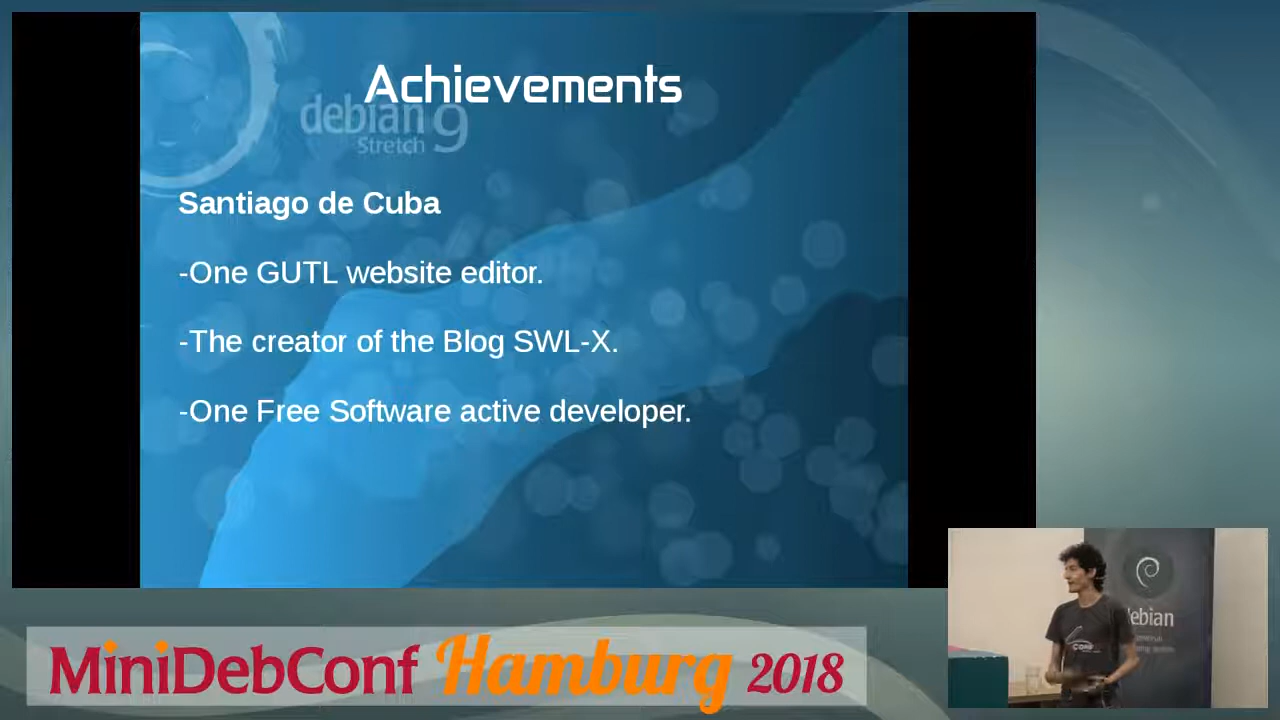 Achievements
debian 9
Stretch
Santiago de Cuba
-One GUTL website editor.
-The creator of the Blog SWL-X.
-One Free Software active developer.
debian
MiniDebConf Hamburg 2018